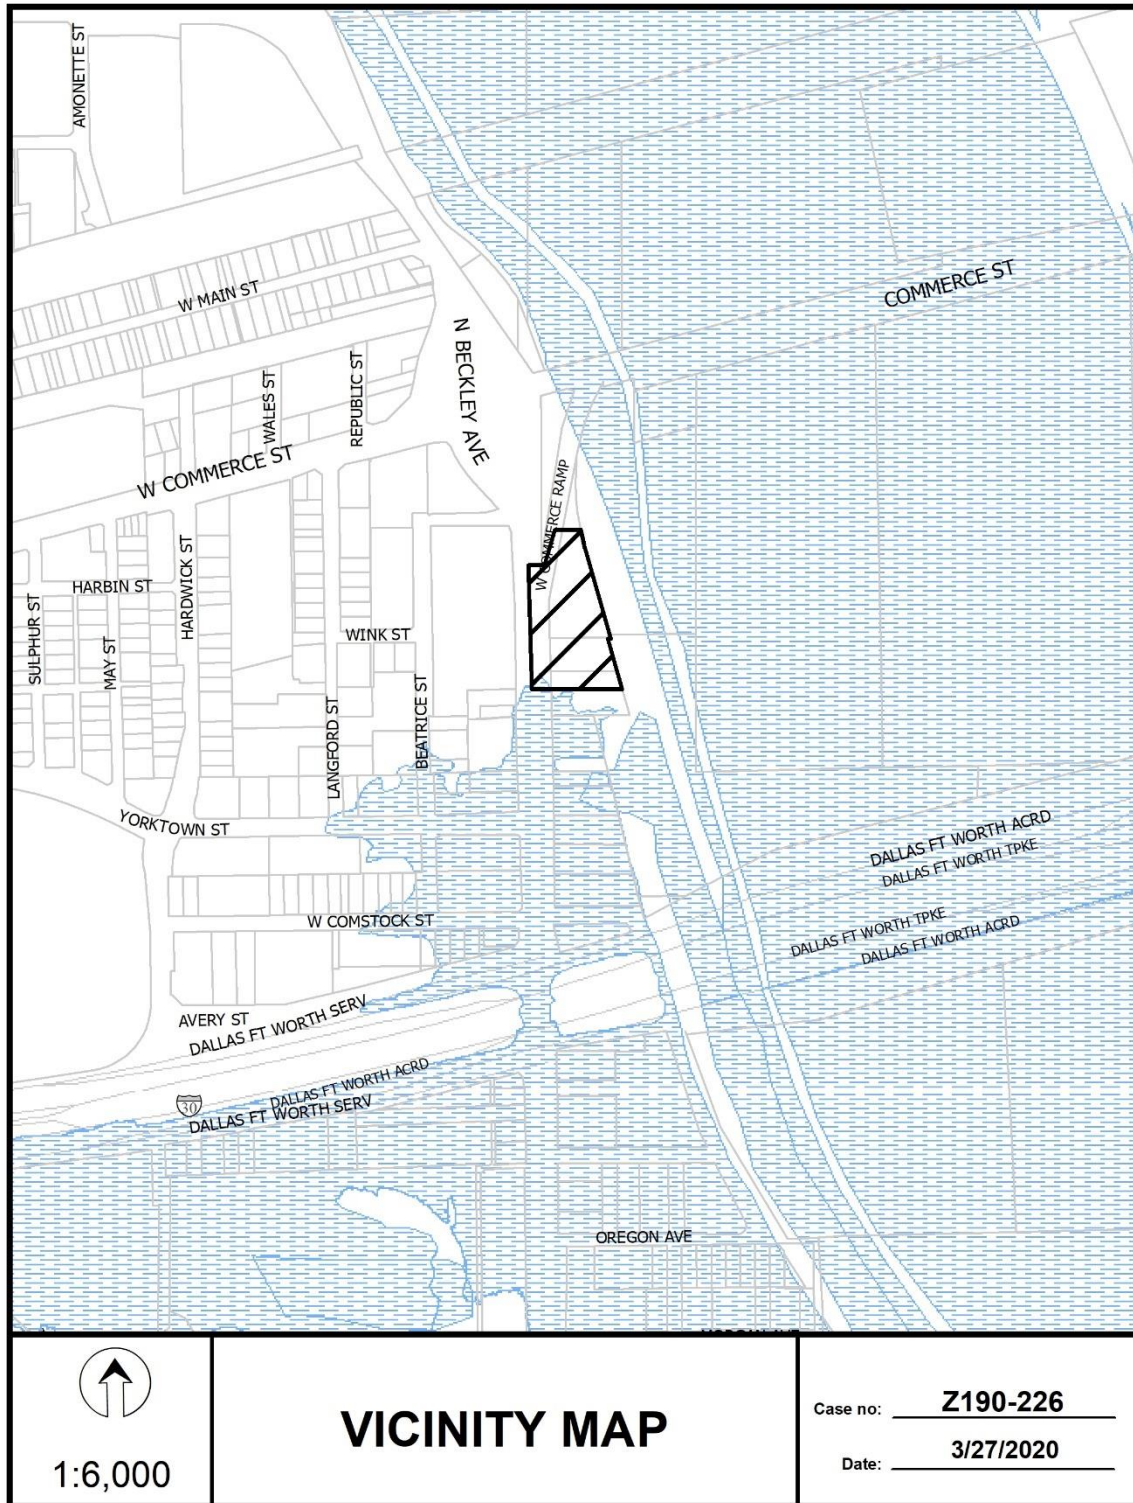 AMONETTE ST
W MAIN ST
COMMERCE ST
N BECKLEY AVE
REPUBLIC ST
WALES ST
W COMMERCE ST
W COMMERCE RAMP
HARDWICK ST
HARBIN ST
SULPHUR ST
MAY ST
WINK ST
LANGFORD ST
BEATRICE ST
YORKTOWN ST
DALLAS FT WORTH ACRD
DALLAS FT WORTH TPKE
W COMSTOCK ST
DALLAS FT WORTH TPKE
DALLAS FT WORTH ACRD
AVERY ST
DALLAS FT WORTH SERV
DALLAS FT WORTH ACRD
30
DALLAS FT WORTH SERV
OREGON AVE
1:6,000
VICINITY MAP
Case no: Z190-226
Date: 3/27/2020